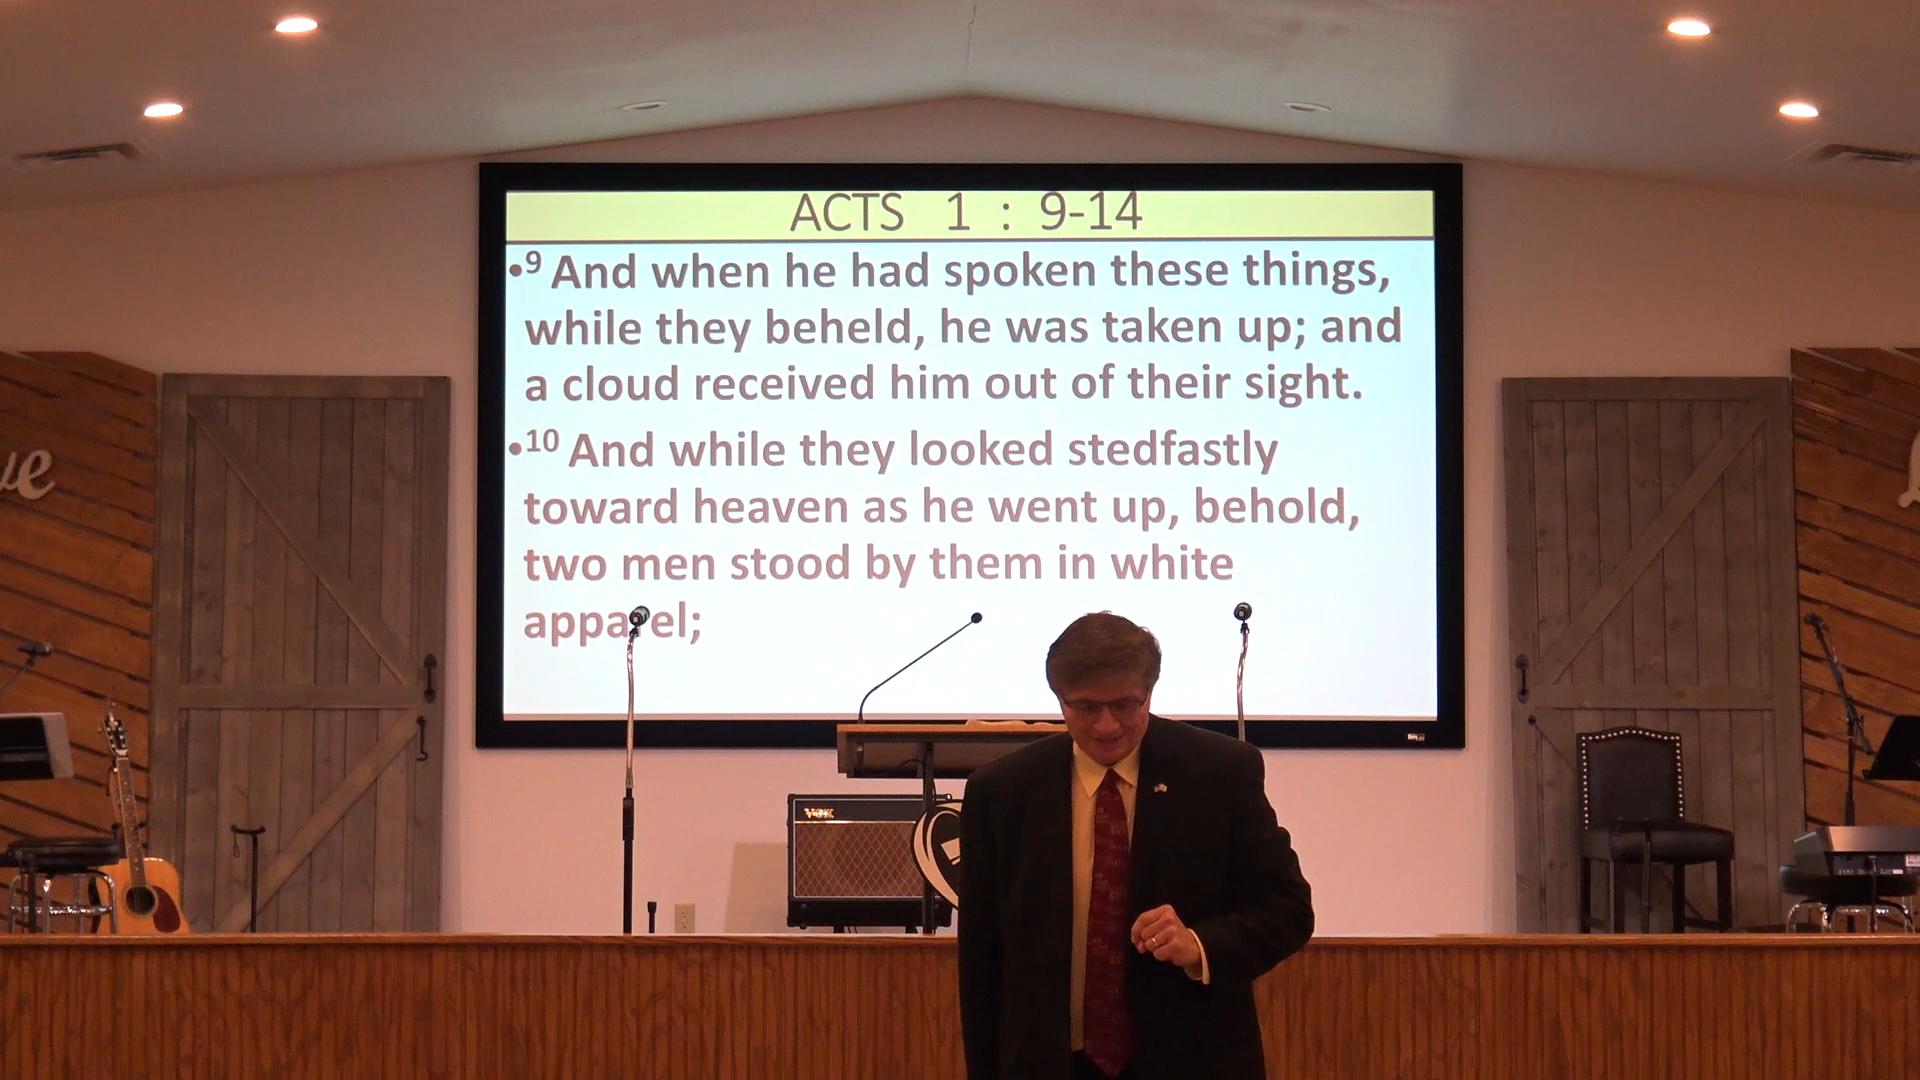 ACTS 1 : 9-14
•9 And when he had spoken these things,
while they beheld, he was taken up; and
a cloud received him out of their sight.
•10 And while they looked stedfastly
toward heaven as he went up, behold,
two men stood by them in white
apparel;
VOX